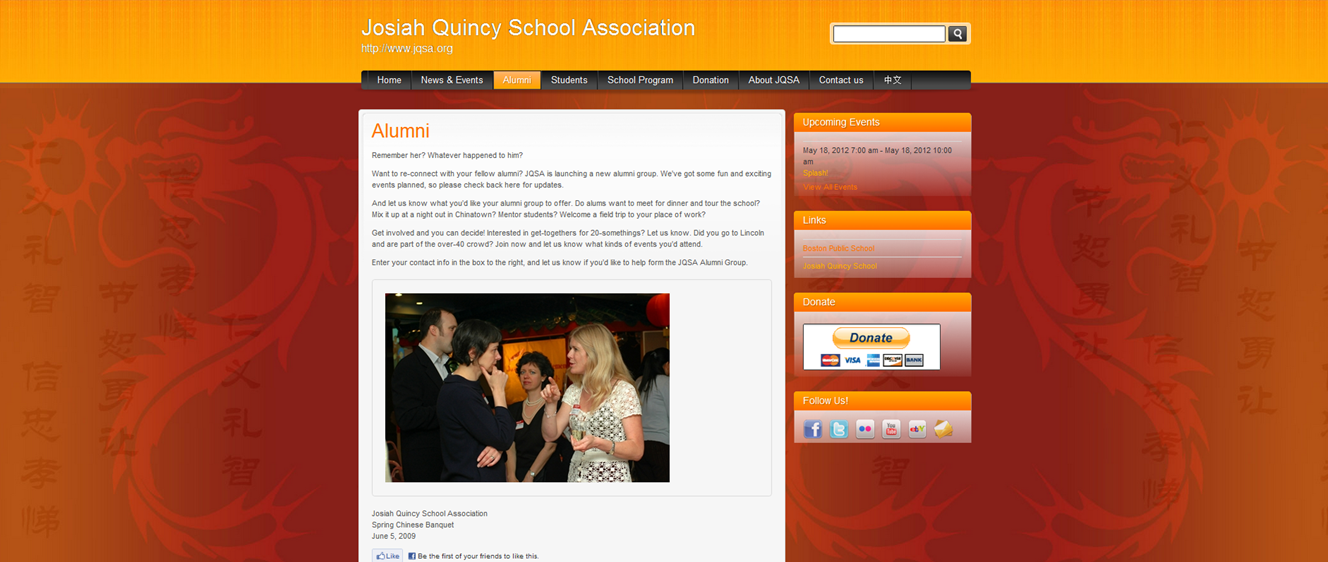 Josiah Quincy School Association
http://www.jqsa.org
Home
News & Events
Alumni
Students
School Program
Donation
About JQSA
Contact us
中文
Alumni
Remember her? Whatever happened to him?
Want to re-connect with your fellow alumni? JQSA is launching a new alumni group. We've got some fun and exciting
events planned, so please check back here for updates.
And let us know what you'd like your alumni group to offer. Do alums want to meet for dinner and tour the school?
Mix it up at a night out in Chinatown? Mentor students? Welcome a field trip to your place of work?
Get involved and you can decide! Interested in get-togethers for 20-somethings? Let us know. Did you go to Lincoln
and are part of the over-40 crowd? Join now and let us know what kinds of events you'd attend.
Enter your contact info in the box to the right, and let us know if you'd like to help form the JQSA Alumni Group.
Josiah Quincy School Association
Spring Chinese Banquet
June 5, 2009
Like
Be the first of your friends to like this.
Upcoming Events
May 18, 2012 7:00 am - May 18, 2012 10:00
am
Splash!
View All Events
Links
Boston Public School
Josiah Quincy School
Donate
Donate
MasterCard
VISA
DISCOVER
BANK
Follow Us!
You
Tube
ebY
仁
义
礼
智
信
忠
孝
悌
节
恕
勇
让